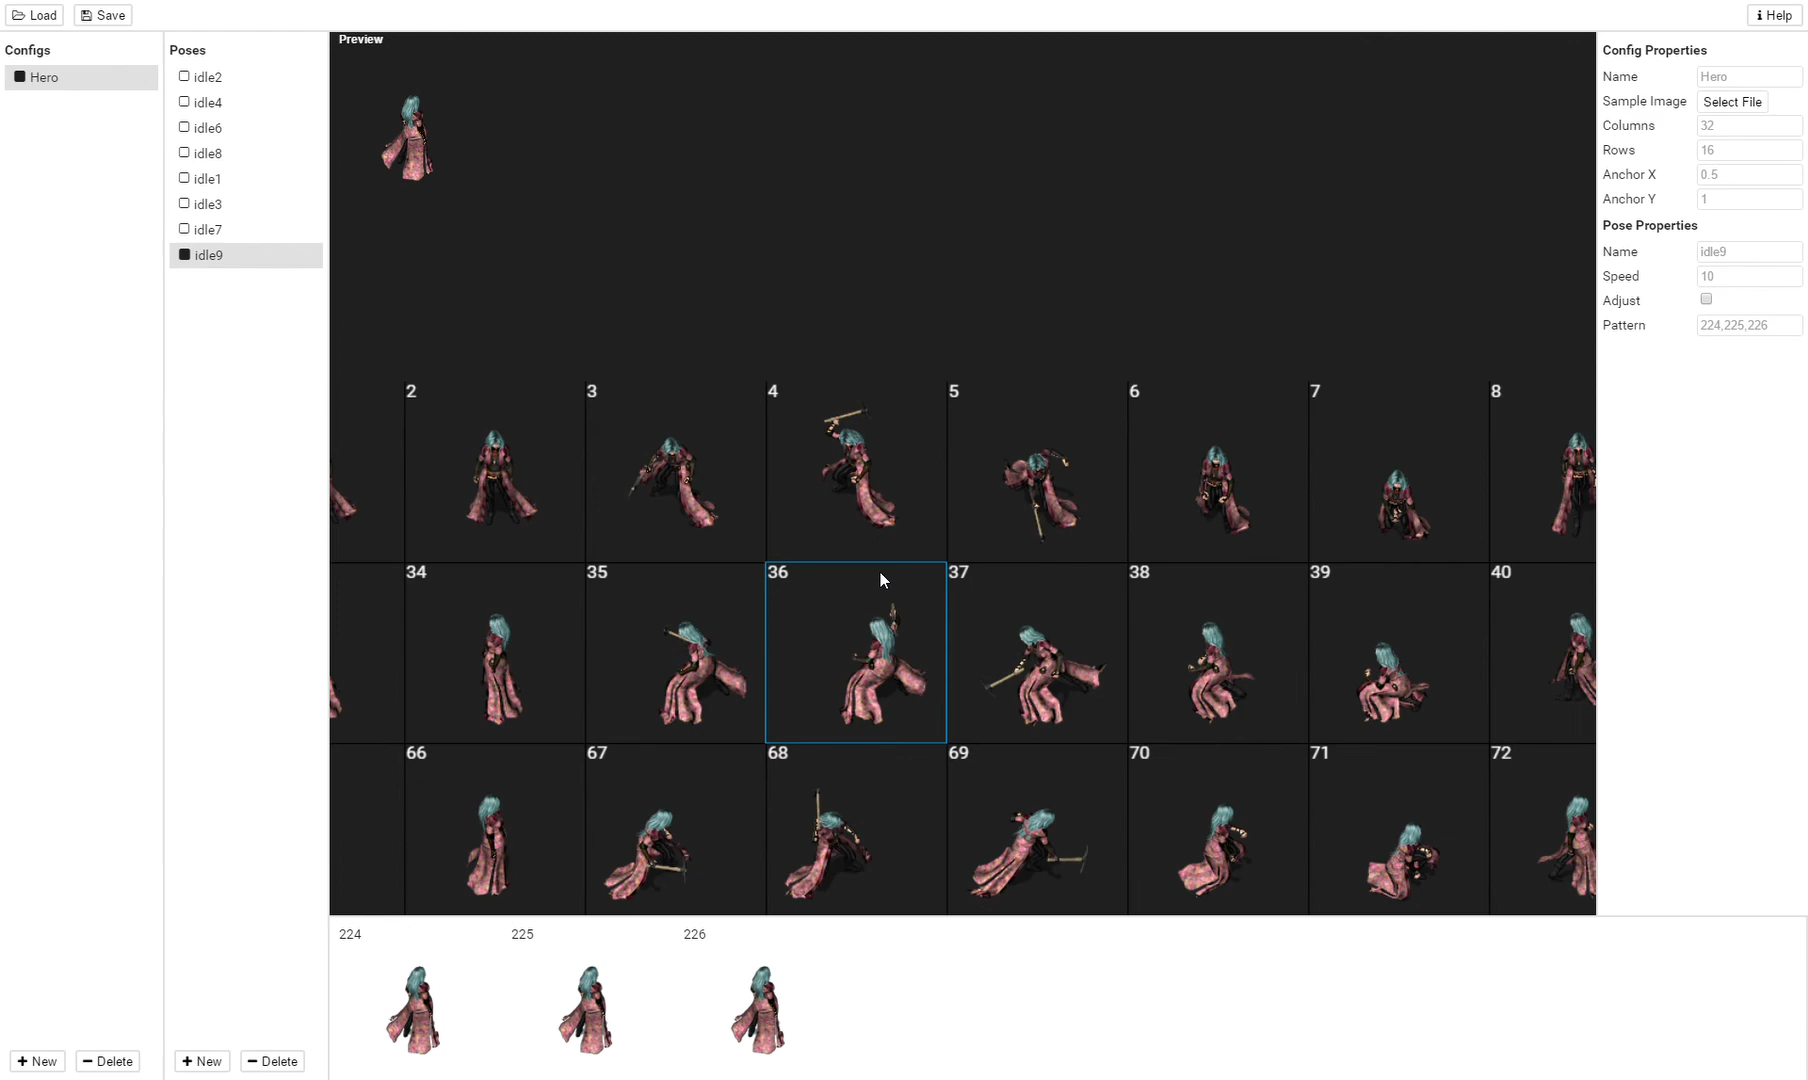 Load
Save
Help
Configs
Hero
Poses
idle2
idle4
idle6
idle8
idle1
idle3
idle7
idle9
Preview
2 3 4 5 6 7 8
34 35 36 37 38 39 40
66 67 68 69 70 71 72
224 225 226
Config Properties
Name Hero
Sample Image Select File
Columns 32
Rows 16
Anchor X 0.5
Anchor Y 1
Pose Properties
Name idle9
Speed 10
Adjust
Pattern 224,225,226
New Delete
New Delete